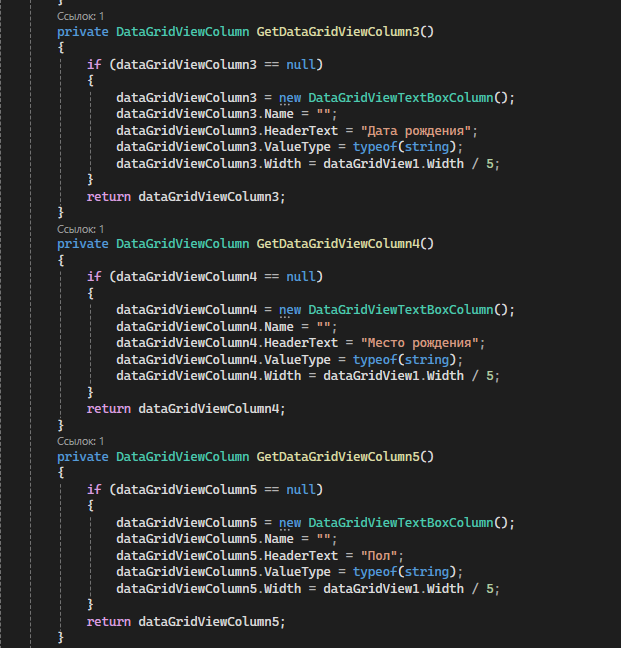 }
Ссылок: 1
private DataGridViewColumn GetDataGridViewColumn3()
{
if (dataGridViewColumn3 == null)
{
dataGridViewColumn3 = new DataGridViewTextBoxColumn();
dataGridViewColumn3.Name = "";
dataGridViewColumn3.HeaderText = "Дата рождения";
dataGridViewColumn3.ValueType = typeof(string);
dataGridViewColumn3.Width = dataGridView1.Width / 5;
}
return dataGridViewColumn3;
}
Ссылок: 1
private DataGridViewColumn GetDataGridViewColumn4()
{
if (dataGridViewColumn4 == null)
{
dataGridViewColumn4 = new DataGridViewTextBoxColumn();
dataGridViewColumn4.Name = "";
dataGridViewColumn4.HeaderText = "Место рождения";
dataGridViewColumn4.ValueType = typeof(string);
dataGridViewColumn4.Width = dataGridView1.Width / 5;
}
return dataGridViewColumn4;
}
Ссылок: 1
private DataGridViewColumn GetDataGridViewColumn5()
{
if (dataGridViewColumn5 == null)
{
dataGridViewColumn5 = new DataGridViewTextBoxColumn();
dataGridViewColumn5.Name = "";
dataGridViewColumn5.HeaderText = "Пол";
dataGridViewColumn5.ValueType = typeof(string);
dataGridViewColumn5.Width = dataGridView1.Width / 5;
}
return dataGridViewColumn5;
}